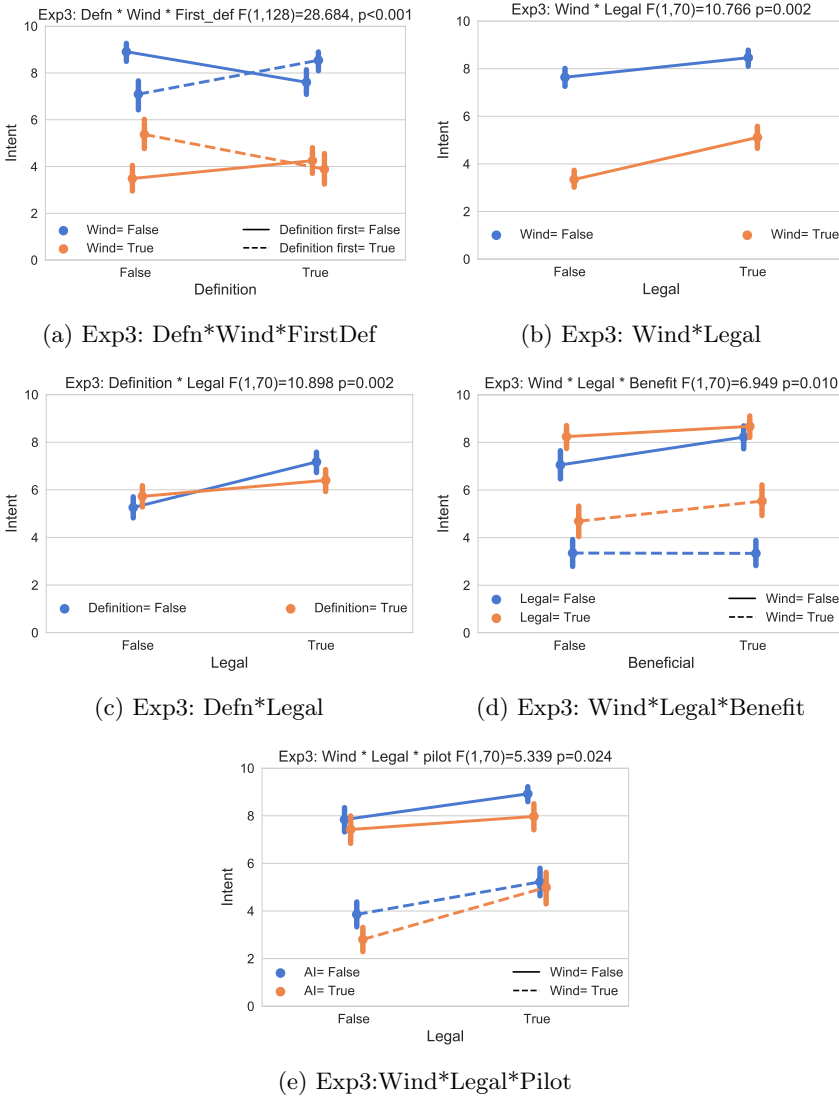 Exp3: Defn * Wind * First_def F(1,128)=28.684, p<0.001
10
8
6
4
2
0
Intent
Wind= False
Wind= True
Definition first= False
Definition first= True
False
True
Definition
(a) Exp3: Defn*Wind*FirstDef
Exp3: Wind * Legal F(1,70)=10.766 p=0.002
10
8
6
4
2
0
Intent
Wind= False
Wind= True
False
True
Legal
(b) Exp3: Wind*Legal
Exp3: Definition * Legal F(1,70)=10.898 p=0.002
10
8
6
4
2
0
Intent
Definition= False
Definition= True
False
True
Legal
(c) Exp3: Defn*Legal
Exp3: Wind * Legal * Benefit F(1,70)=6.949 p=0.010
10
8
6
4
2
0
Intent
Legal= False
Legal= True
Wind= False
Wind= True
False
True
Beneficial
(d) Exp3: Wind*Legal*Benefit
Exp3: Wind * Legal * pilot F(1,70)=5.339 p=0.024
10
8
6
4
2
0
Intent
AI= False
AI= True
Wind= False
Wind= True
False
True
Legal
(e) Exp3:Wind*Legal*Pilot